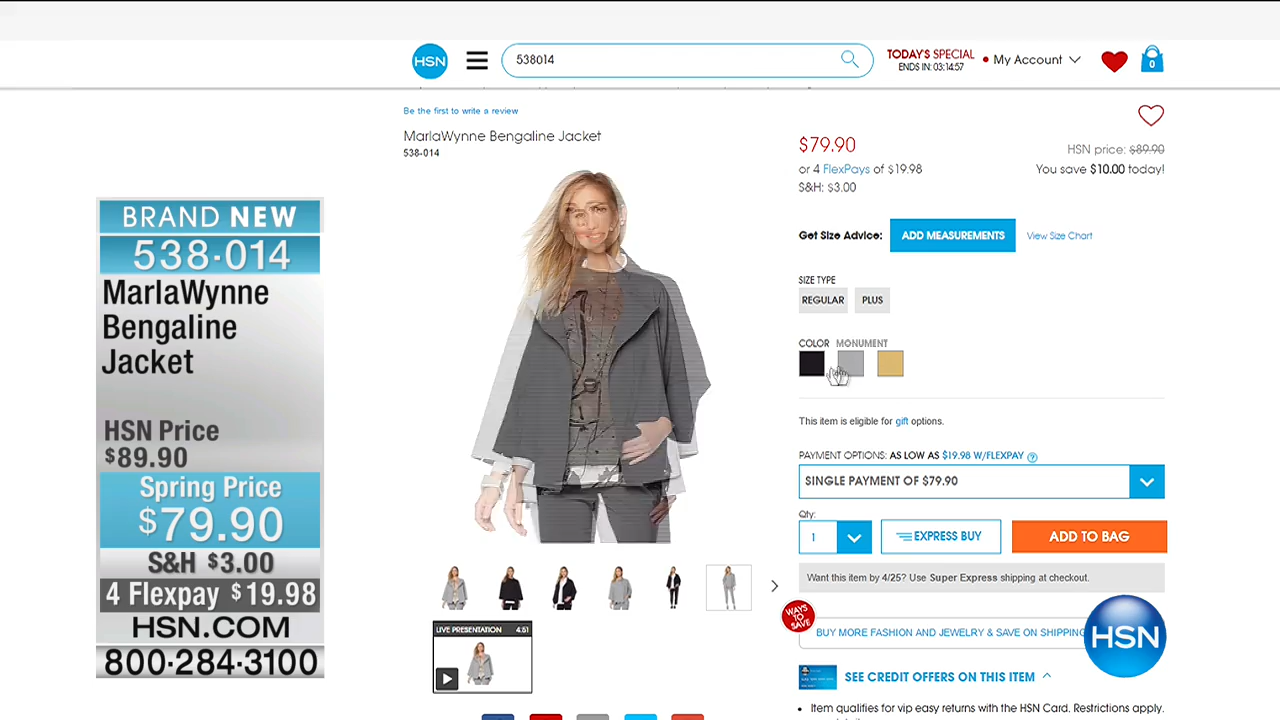 HSN
538014
TODAY'S SPECIAL
ENDS IN: 03:14:57
My Account
0
Be the first to write a review
MarlaWynne Bengaline Jacket
538-014
$79.90
HSN price: $89.90
or 4 FlexPays of $19.98
You save $10.00 today!
S&H: $3.00
Get Size Advice:
ADD MEASUREMENTS
View Size Chart
SIZE TYPE
REGULAR
PLUS
COLOR MONUMENT
This item is eligible for gift options.
PAYMENT OPTIONS: AS LOW AS $19.98 W/FLEXPAY ?
SINGLE PAYMENT OF $79.90
Qty:
1
EXPRESS BUY
ADD TO BAG
Want this item by 4/25? Use Super Express shipping at checkout.
WAYS
TO
SAVE
BUY MORE FASHION AND JEWELRY & SAVE ON SHIPPING
HSN
SEE CREDIT OFFERS ON THIS ITEM
• Item qualifies for vip easy returns with the HSN Card. Restrictions apply.
LIVE PRESENTATION 4:51
BRAND NEW
538·014
MarlaWynne
Bengaline
Jacket
HSN Price
$89.90
Spring Price
$79.90
S&H $3.00
4 Flexpay $19.98
HSN.COM
800·284·3100